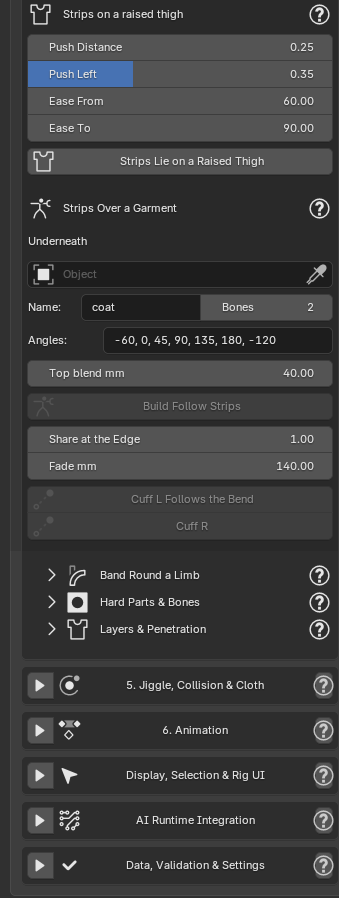 Strips on a raised thigh
Push Distance 0.25
Push Left 0.35
Ease From 60.00
Ease To 90.00
Strips Lie on a Raised Thigh
Strips Over a Garment
Underneath
Object
Name: coat Bones 2
Angles: -60, 0, 45, 90, 135, 180, -120
Top blend mm 40.00
Build Follow Strips
Share at the Edge 1.00
Fade mm 140.00
Cuff L Follows the Bend
Cuff R
Band Round a Limb
Hard Parts & Bones
Layers & Penetration
5. Jiggle, Collision & Cloth
6. Animation
Display, Selection & Rig UI
AI Runtime Integration
Data, Validation & Settings